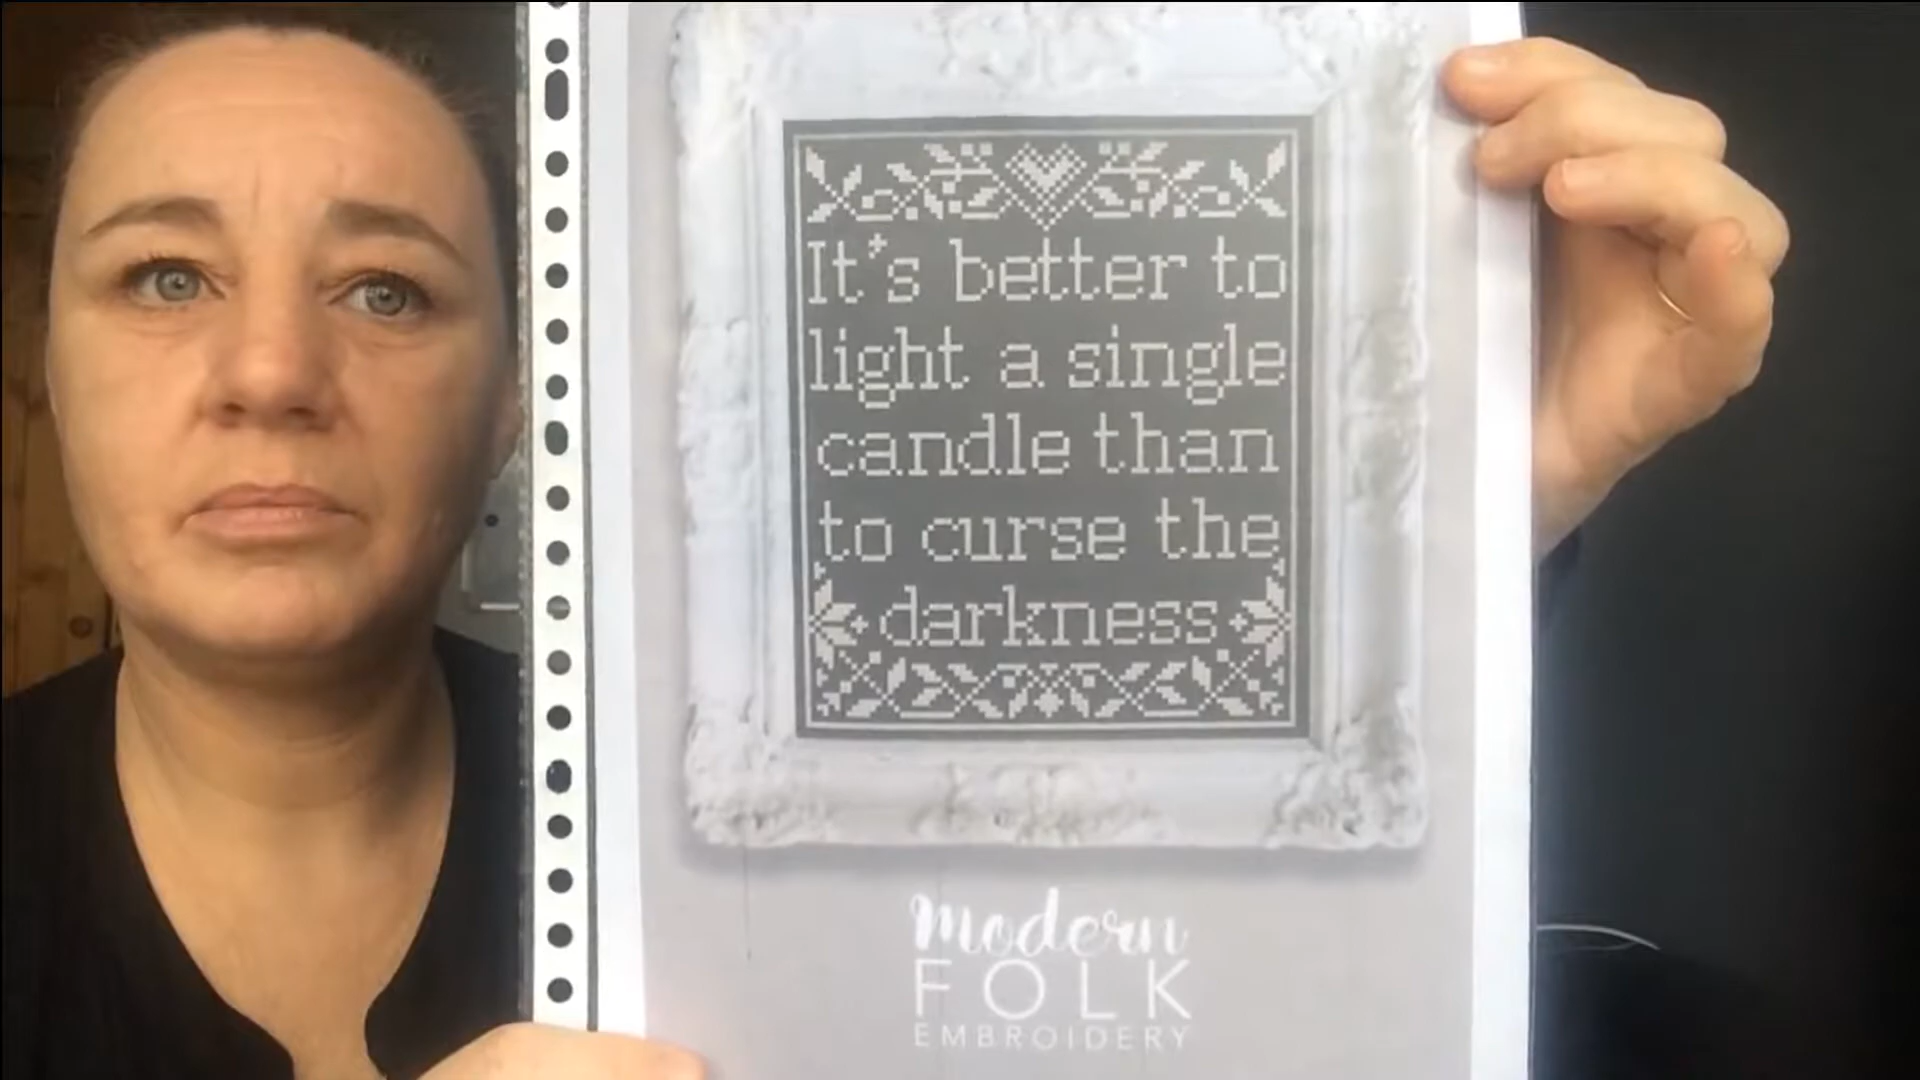 It's better to
light a single
candle than
to curse the
darkness
modern
FOLK
EMBROIDERY